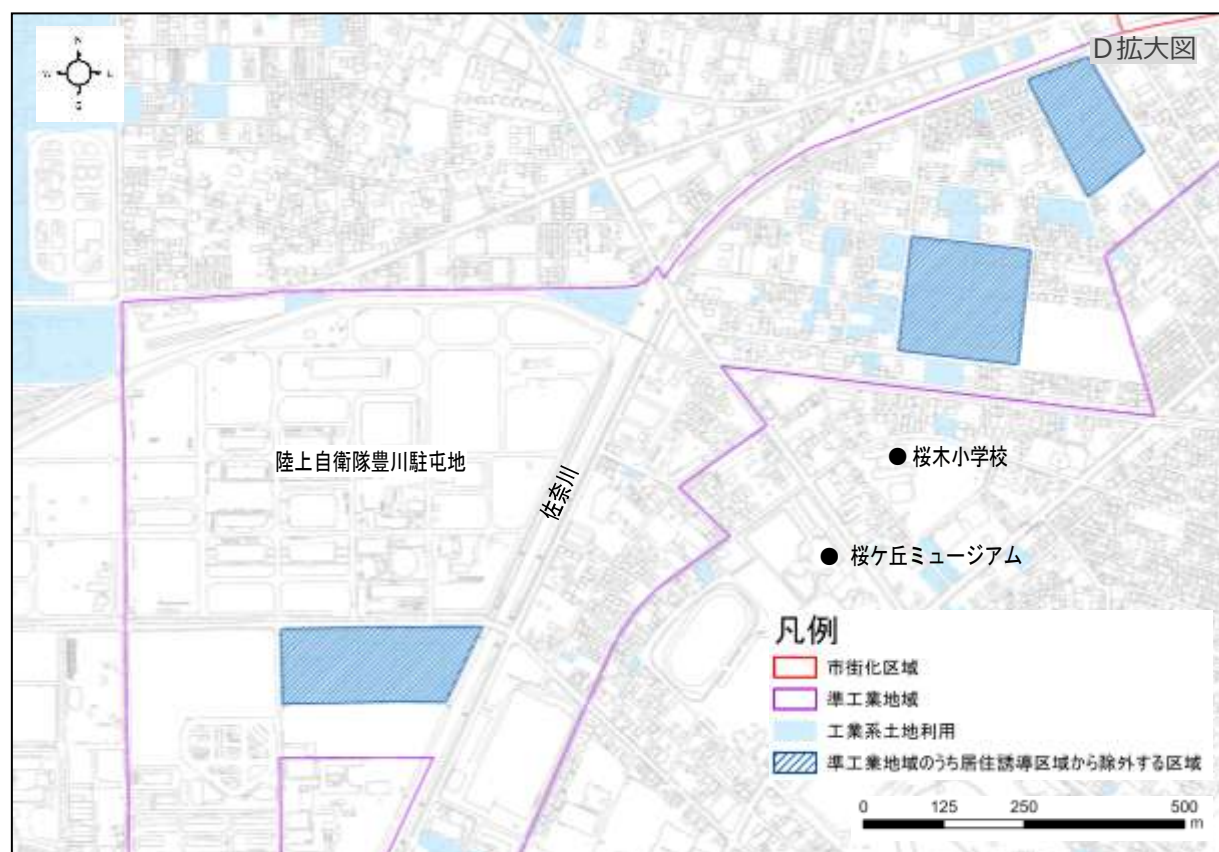 D拡大図
N
S
陸上自衛隊豊川駐屯地
佐奈川
桜木小学校
桜ケ丘ミュージアム
凡例
市街化区域
準工業地域
工業系土地利用
準工業地域のうち居住誘導区域から除外する区域
0 125 250 500
m